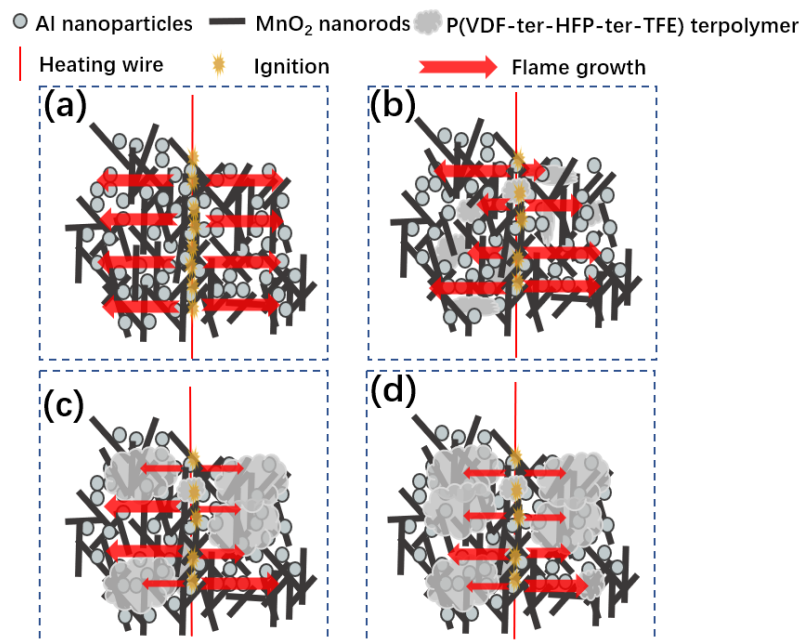 Al nanoparticles MnO₂ nanorods P(VDF-ter-HFP-ter-TFE) terpolymer
Heating wire Ignition Flame growth
(a) (b)
(c) (d)